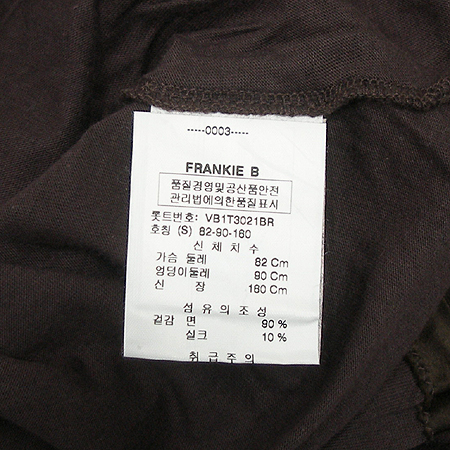 -----0003-----
FRANKIE B
품질경영및공산품안전
관리법에의한품질표시
롯트번호: VB1T3021BR
호칭 (S) 82-90-160
신 체 치 수
가슴 둘레 82 Cm
엉덩이둘레 90 Cm
신 장 160 Cm
섬 유 의 조 성
겉감 면 90 %
실크 10 %
취 급 주 의